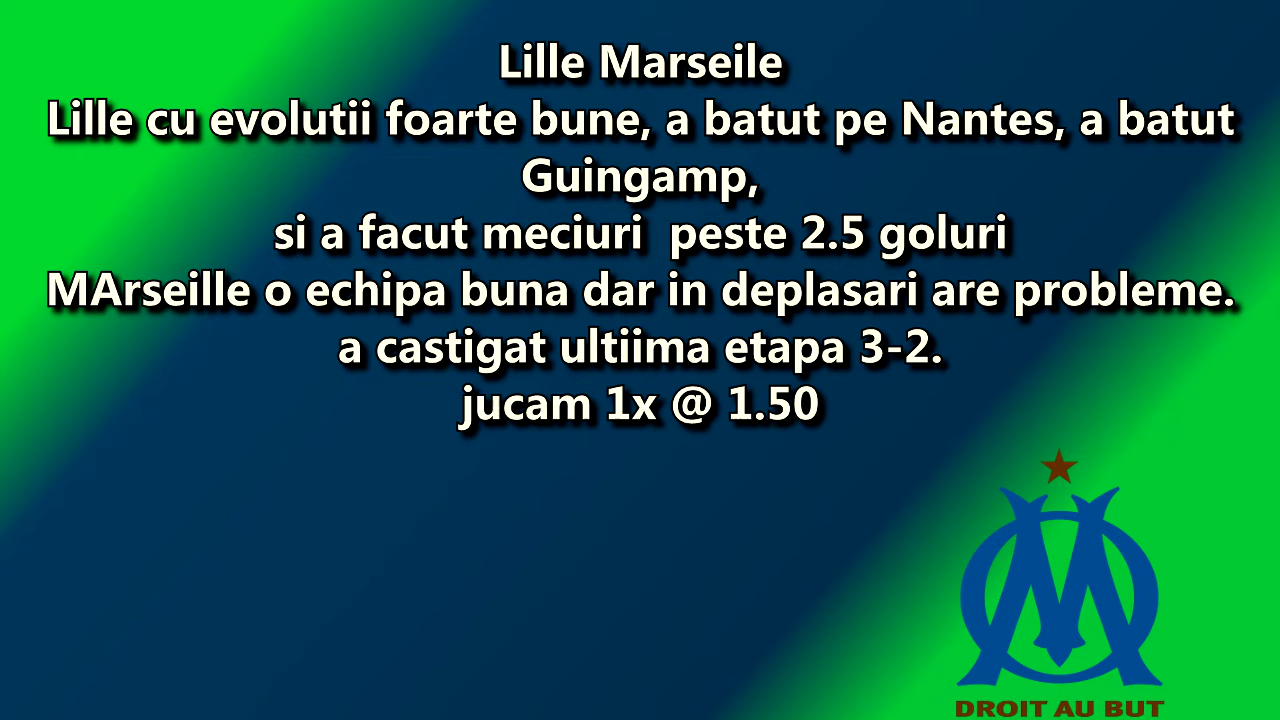 Lille Marseile
Lille cu evolutii foarte bune, a batut pe Nantes, a batut
Guingamp,
si a facut meciuri  peste 2.5 goluri
MArseille o echipa buna dar in deplasari are probleme.
a castigat ultiima etapa 3-2.
jucam 1x @ 1.50
DROIT AU BUT